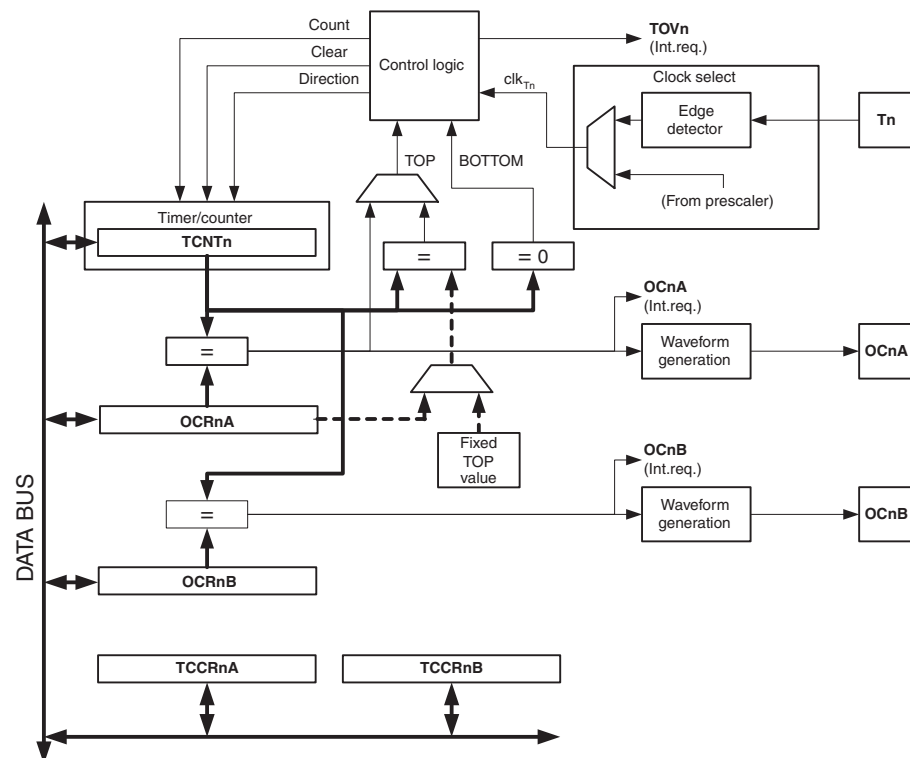 Count
Clear
Direction
Control logic
TOVn
(Int.req.)
clkTn
Clock select
Edge
detector
Tn
(From prescaler)
TOP
BOTTOM
Timer/counter
TCNTn
=
= 0
OCnA
(Int.req.)
=
Waveform
generation
OCnA
OCRnA
Fixed
TOP
value
OCnB
(Int.req.)
=
Waveform
generation
OCnB
DATA BUS
OCRnB
TCCRnA
TCCRnB